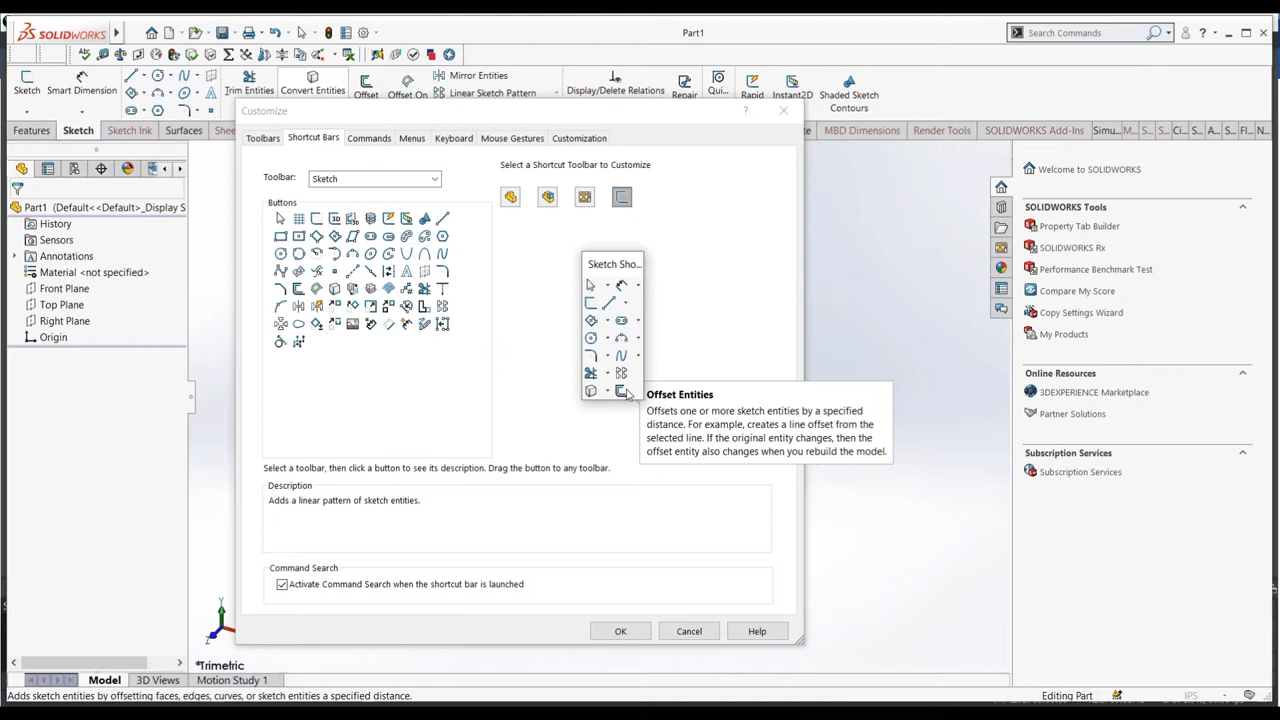 SOLIDWORKS
Part1
Search Commands
Sketch
Smart Dimension
Trim Entities
Convert Entities
Offset
Offset On
Mirror Entities
Linear Sketch Pattern
Display/Delete Relations
Repair
Qui...
Rapid
Instant2D
Shaded Sketch
Contours
Features
Sketch
Sketch Ink
Surfaces
Shee
MBD Dimensions
Render Tools
SOLIDWORKS Add-Ins
Simu...
M...
S...
S...
Ci...
S...
A...
S...
Fl...
N...
Customize
Toolbars
Shortcut Bars
Commands
Menus
Keyboard
Mouse Gestures
Customization
Toolbar:
Sketch
Select a Shortcut Toolbar to Customize
Buttons
3D
Sketch Sho...
Offset Entities
Offsets one or more sketch entities by a specified
distance. For example, creates a line offset from the
selected line. If the original entity changes, then the
offset entity also changes when you rebuild the model.
Select a toolbar, then click a button to see its description. Drag the button to any toolbar.
Description
Adds a linear pattern of sketch entities.
Command Search
Activate Command Search when the shortcut bar is launched
OK
Cancel
Help
Part1 (Default<<Default>_Display S
History
Sensors
Annotations
Material <not specified>
Front Plane
Top Plane
Right Plane
Origin
Y
Z
*Trimetric
Welcome to SOLIDWORKS
SOLIDWORKS Tools
Property Tab Builder
SOLIDWORKS Rx
Performance Benchmark Test
Compare My Score
Copy Settings Wizard
My Products
Online Resources
3DEXPERIENCE Marketplace
Partner Solutions
Subscription Services
Subscription Services
Model
3D Views
Motion Study 1
Adds sketch entities by offsetting faces, edges, curves, or sketch entities a specified distance.
Editing Part
IPS